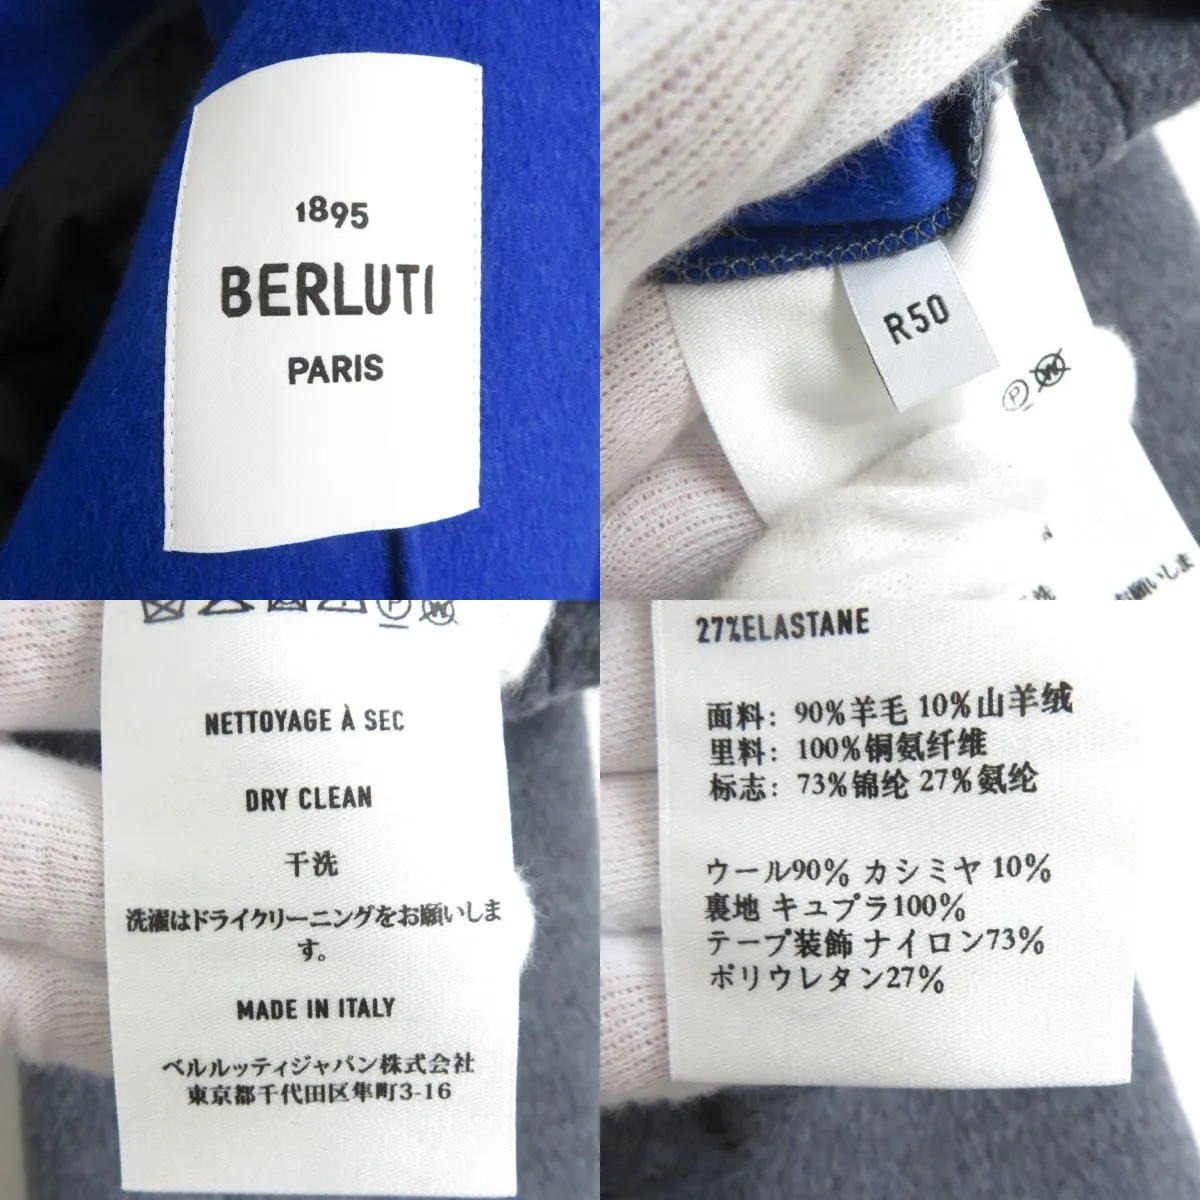 1895
BERLUTI
PARIS
R50
P W
お願いしま
NETTOYAGE À SEC
DRY CLEAN
干洗
洗濯はドライクリーニングをお願いしま
す。
MADE IN ITALY
ベルルッティジャパン株式会社
東京都千代田区隼町3-16
27%ELASTANE
面料: 90%羊毛 10%山羊绒
里料: 100%铜氨纤维
标志: 73%锦纶 27%氨纶
ウール90% カシミヤ 10%
裏地 キュプラ100%
テープ装飾 ナイロン73%
ポリウレタン27%